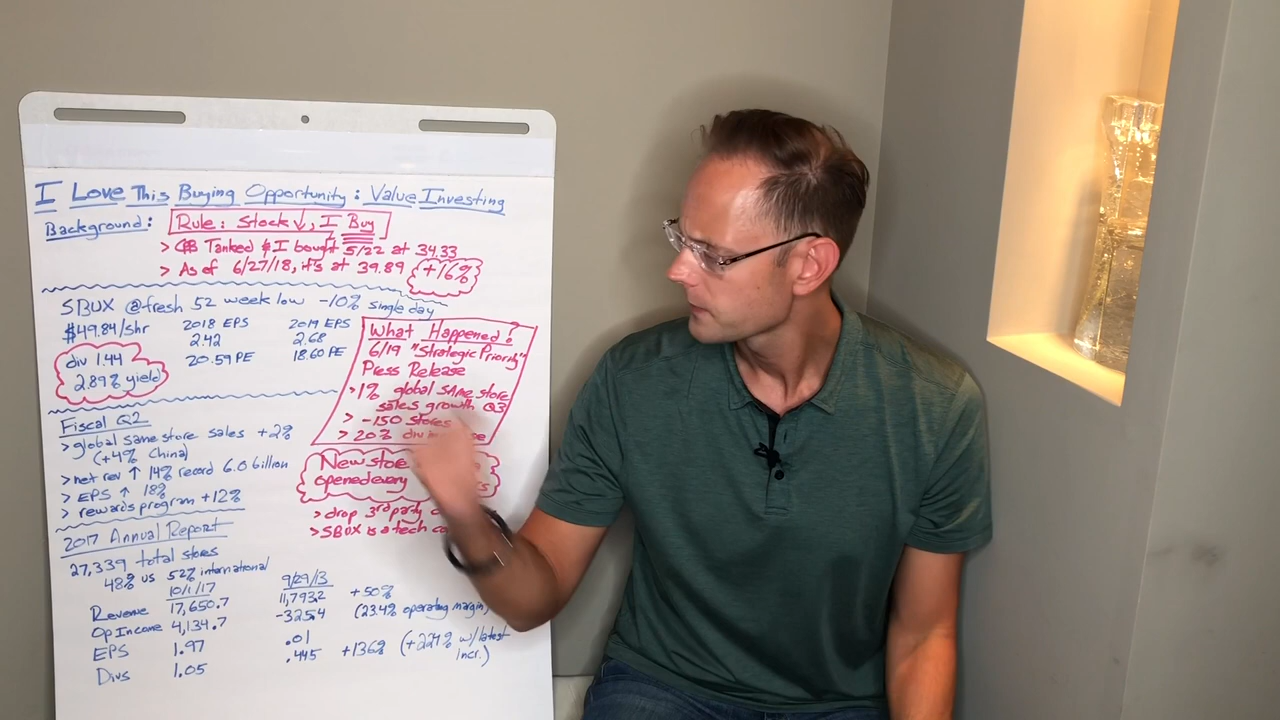 I Love This Buying Opportunity: Value Investing
Background:
Rule: Stock ↓, I Buy
> CPB Tanked & I bought 5/22 at 34.33
> As of 6/27/18, it's at 39.89
+16%
SBUX @ fresh 52 week low -10% single day
$49.84/shr
2018 EPS
2019 EPS
2.42
2.68
20.59 PE
18.60 PE
div 1.44
2.89% yield
What Happened?
6/19 "Strategic Priority"
Press Release
>1% global SAME store
sales growth Q3
> -150 stores
> 20% div
New store
opened every
> drop 3rd party
> SBUX is a tech
Fiscal Q2
> global same store sales +2%
(+4% China)
> net rev ↑ 14% record 6.0 billion
> EPS ↑ 18%
> rewards program +12%
2017 Annual Report
27,339 total stores
48% US 52% international
10/1/17
9/29/13
Revenue 17,650.7 11,793.2 +50%
Op Income 4,134.7 -325.4 (23.4% operating margin)
EPS 1.97 .01
Divs 1.05 .445 +136% (+224% w/latest
incr.)